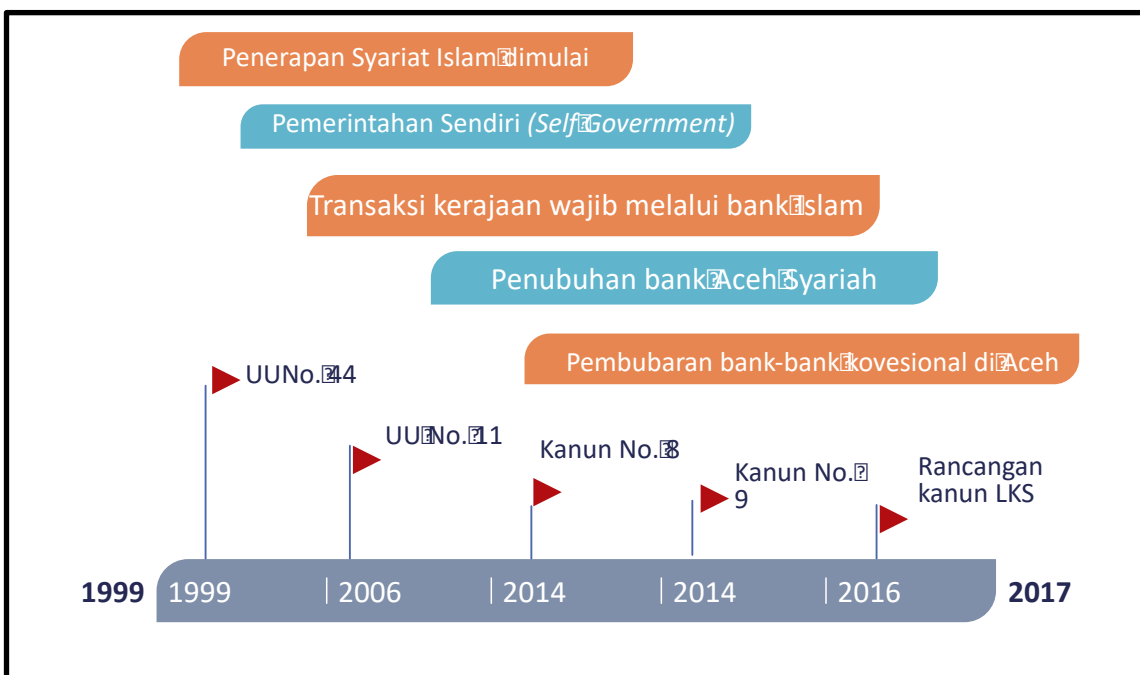 Penerapan Syariat Islam dimulai
Pemerintahan Sendiri (Self Government)
Transaksi kerajaan wajib melalui bank Islam
Penubuhan bank Aceh Syariah
Pembubaran bank-bank kovesional di Aceh
UUNo. 44
UU No. 11
Kanun No. 8
Kanun No.
9
Rancangan
kanun LKS
1999
1999
2006
2014
2014
2016
2017